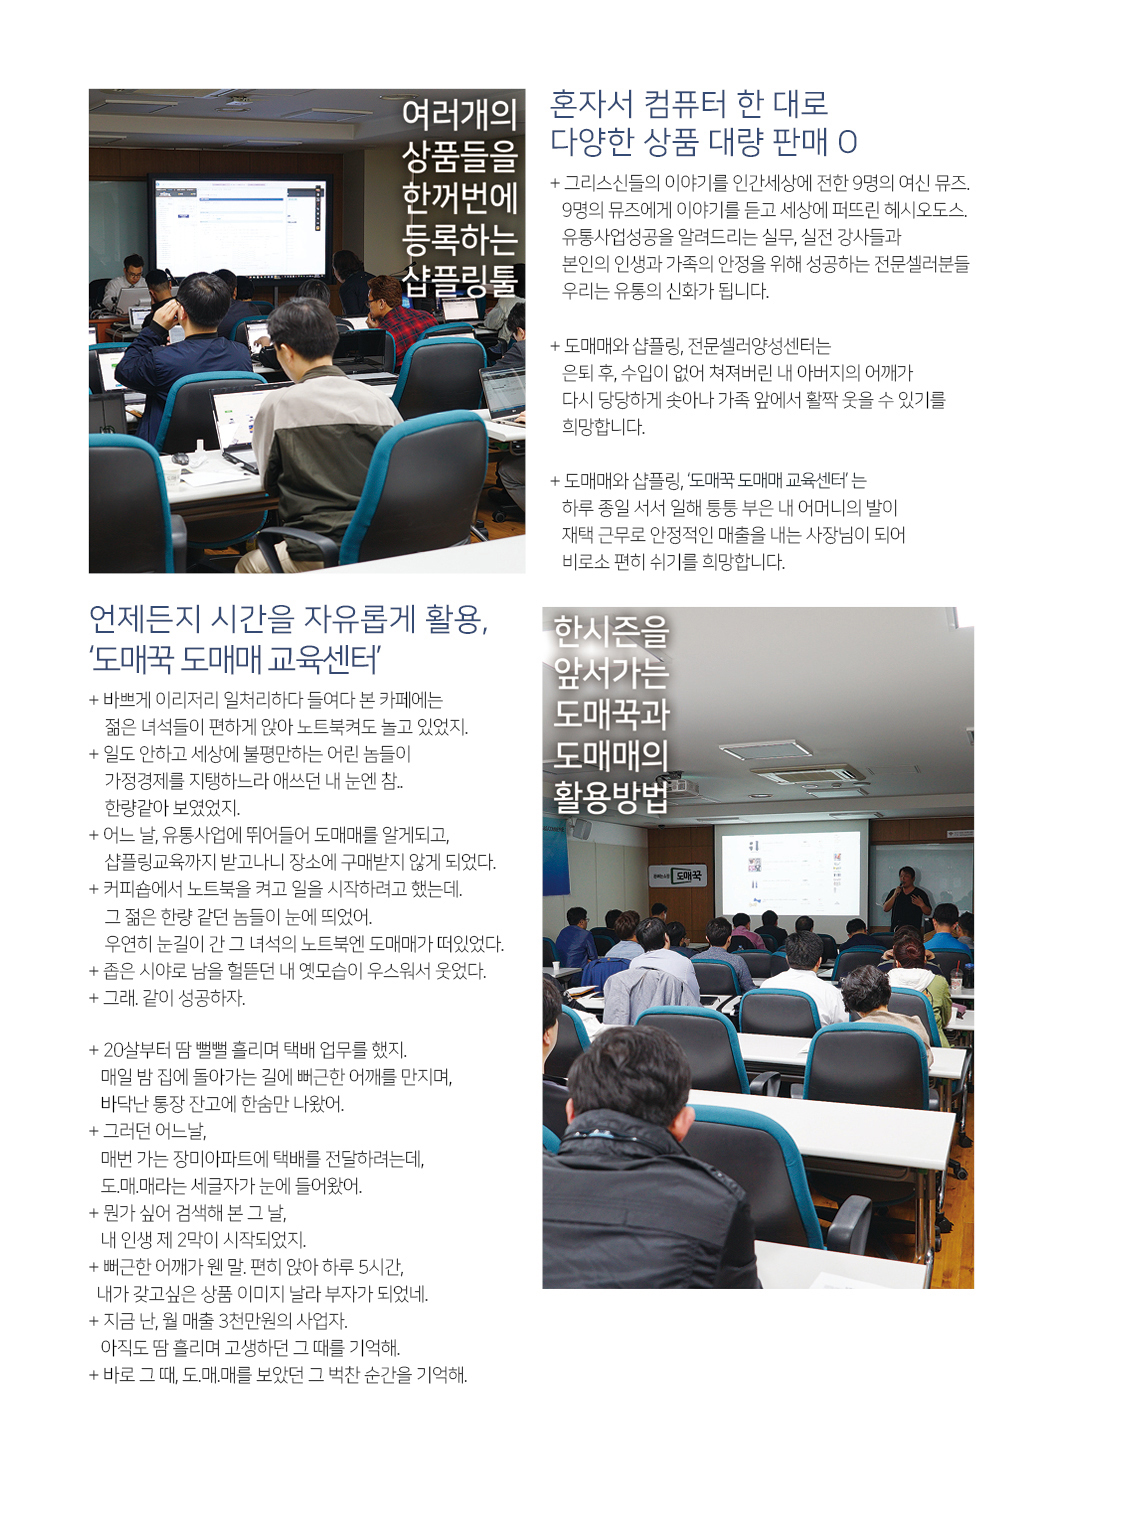 여러개의
상품들을
한꺼번에
등록하는
샵플링툴
혼자서 컴퓨터 한 대로
다양한 상품 대량 판매 O
+ 그리스신들의 이야기를 인간세상에 전한 9명의 여신 뮤즈.
9명의 뮤즈에게 이야기를 듣고 세상에 퍼뜨린 헤시오도스.
유통사업성공을 알려드리는 실무, 실전 강사들과
본인의 인생과 가족의 안정을 위해 성공하는 전문셀러분들
우리는 유통의 신화가 됩니다.
+ 도매매와 샵플링, 전문셀러양성센터는
은퇴 후, 수입이 없어 쳐져버린 내 아버지의 어깨가
다시 당당하게 솟아나 가족 앞에서 활짝 웃을 수 있기를
희망합니다.
+ 도매매와 샵플링, ‘도매꾹 도매매 교육센터’ 는
하루 종일 서서 일해 퉁퉁 부은 내 어머니의 발이
재택 근무로 안정적인 매출을 내는 사장님이 되어
비로소 편히 쉬기를 희망합니다.
언제든지 시간을 자유롭게 활용,
‘도매꾹 도매매 교육센터’
+ 바쁘게 이리저리 일처리하다 들여다 본 카페에는
젊은 녀석들이 편하게 앉아 노트북켜도 놀고 있었지.
+ 일도 안하고 세상에 불평만하는 어린 놈들이
가정경제를 지탱하느라 애쓰던 내 눈엔 참..
한량같아 보였었지.
+ 어느 날, 유통사업에 뛰어들어 도매매를 알게되고,
샵플링교육까지 받고나니 장소에 구매받지 않게 되었다.
+ 커피숍에서 노트북을 켜고 일을 시작하려고 했는데.
그 젊은 한량 같던 놈들이 눈에 띄었어.
우연히 눈길이 간 그 녀석의 노트북엔 도매매가 떠있었다.
+ 좁은 시야로 남을 헐뜯던 내 옛모습이 우스워서 웃었다.
+ 그래. 같이 성공하자.
+ 20살부터 땀 뻘뻘 흘리며 택배 업무를 했지.
매일 밤 집에 돌아가는 길에 뻐근한 어깨를 만지며,
바닥난 통장 잔고에 한숨만 나왔어.
+ 그러던 어느날,
매번 가는 장미아파트에 택배를 전달하려는데,
도.매.매라는 세글자가 눈에 들어왔어.
+ 뭔가 싶어 검색해 본 그 날,
내 인생 제 2막이 시작되었지.
+ 뻐근한 어깨가 웬 말. 편히 앉아 하루 5시간,
내가 갖고싶은 상품 이미지 날라 부자가 되었네.
+ 지금 난, 월 매출 3천만원의 사업자.
아직도 땀 흘리며 고생하던 그 때를 기억해.
+ 바로 그 때, 도.매.매를 보았던 그 벅찬 순간을 기억해.
한시즌을
앞서가는
도매꾹과
도매매의
활용방법
도매꾹